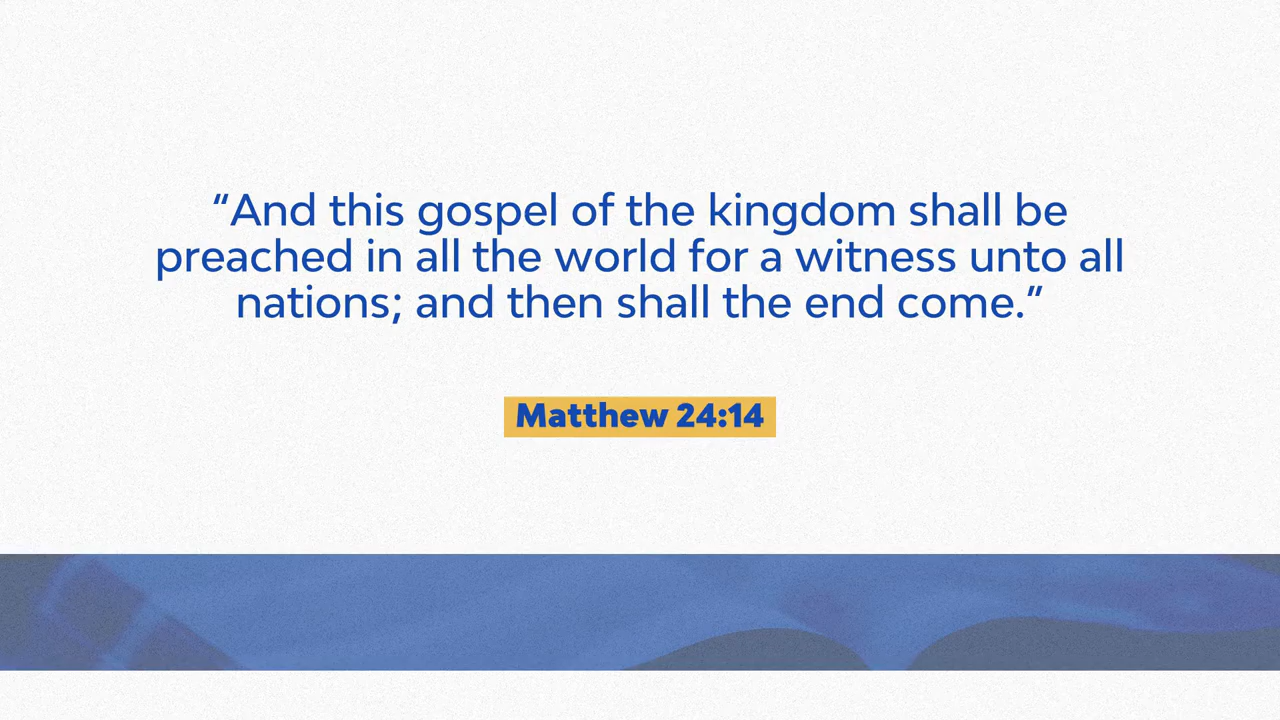 “And this gospel of the kingdom shall be
preached in all the world for a witness unto all
nations; and then shall the end come.”
Matthew 24:14